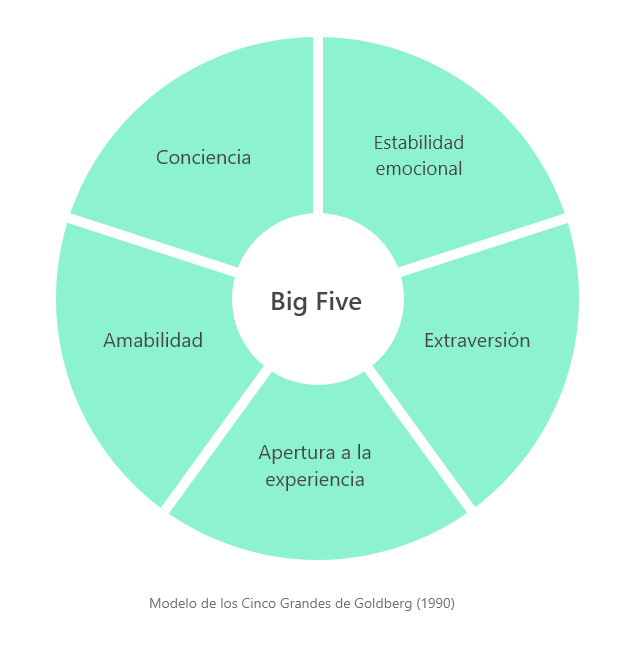 Conciencia
Estabilidad
emocional
Big Five
Amabilidad
Extraversión
Apertura a la
experiencia
Modelo de los Cinco Grandes de Goldberg (1990)